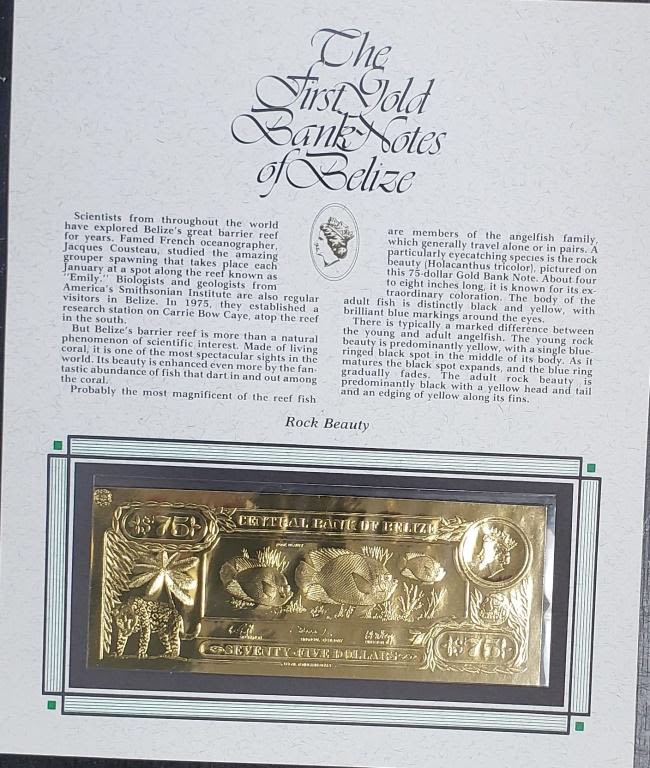 The
First Gold
Bank Notes
of Belize
Scientists from throughout the world
have explored Belize's great barrier reef
for years. Famed French oceanographer,
Jacques Cousteau, studied the amazing
grouper spawning that takes place each
January at a spot along the reef known as
"Emily." Biologists and geologists from
America's Smithsonian Institute are also regular
visitors in Belize. In 1975, they established a
research station on Carrie Bow Caye, atop the reef
in the south.
But Belize's barrier reef is more than a natural
phenomenon of scientific interest. Made of living
coral, it is one of the most spectacular sights in the
world. Its beauty is enhanced even more by the fan-
tastic abundance of fish that dart in and out among
the coral.
Probably the most magnificent of the reef fish
are members of the angelfish family,
which generally travel alone or in pairs. A
particularly eyecatching species is the rock
beauty (Holacanthus tricolor), pictured on
this 75-dollar Gold Bank Note. About four
to eight inches long, it is known for its ex-
traordinary coloration. The body of the
adult fish is distinctly black and yellow, with
brilliant blue markings around the eyes.
There is typically a marked difference between
the young and adult angelfish. The young rock
beauty is predominantly yellow, with a single blue-
ringed black spot in the middle of its body. As it
matures the black spot expands, and the blue ring
gradually fades. The adult rock beauty is
predominantly black with a yellow head and tail
and an edging of yellow along its fins.
Rock Beauty
$75
CENTRAL BANK OF BELIZE
SEVENTY-FIVE DOLLARS
$75